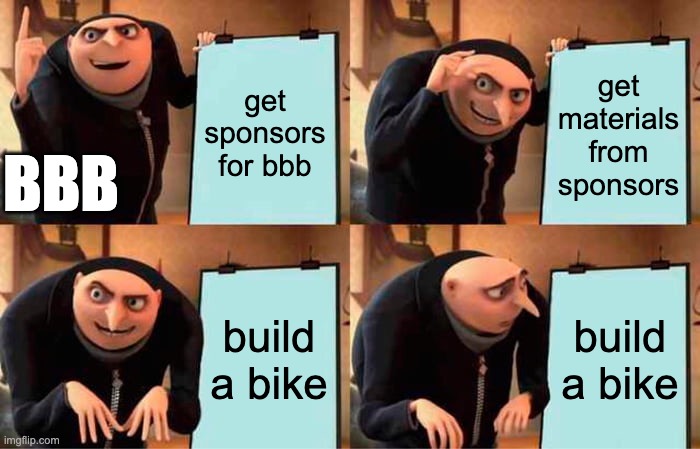 get
sponsors
for bbb
BBB
get
materials
from
sponsors
build
a bike
build
a bike
imgflip.com